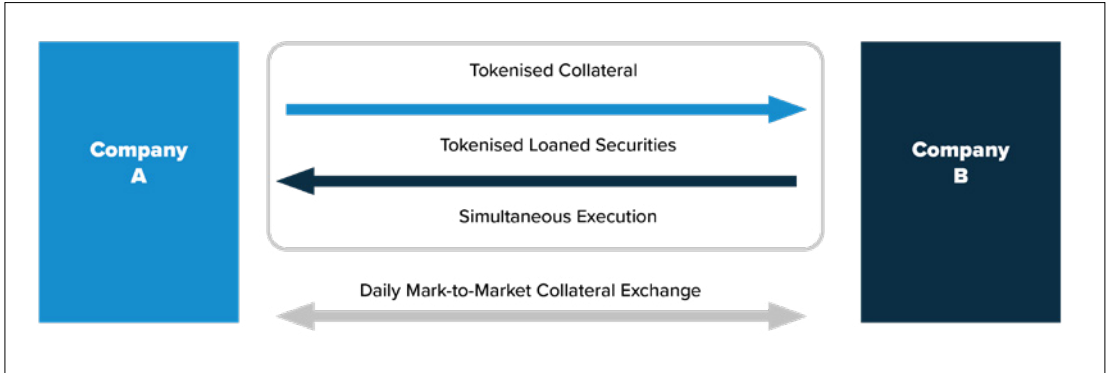 Tokenised Collateral
Company
A
Tokenised Loaned Securities
Company
B
Simultaneous Execution
Daily Mark-to-Market Collateral Exchange